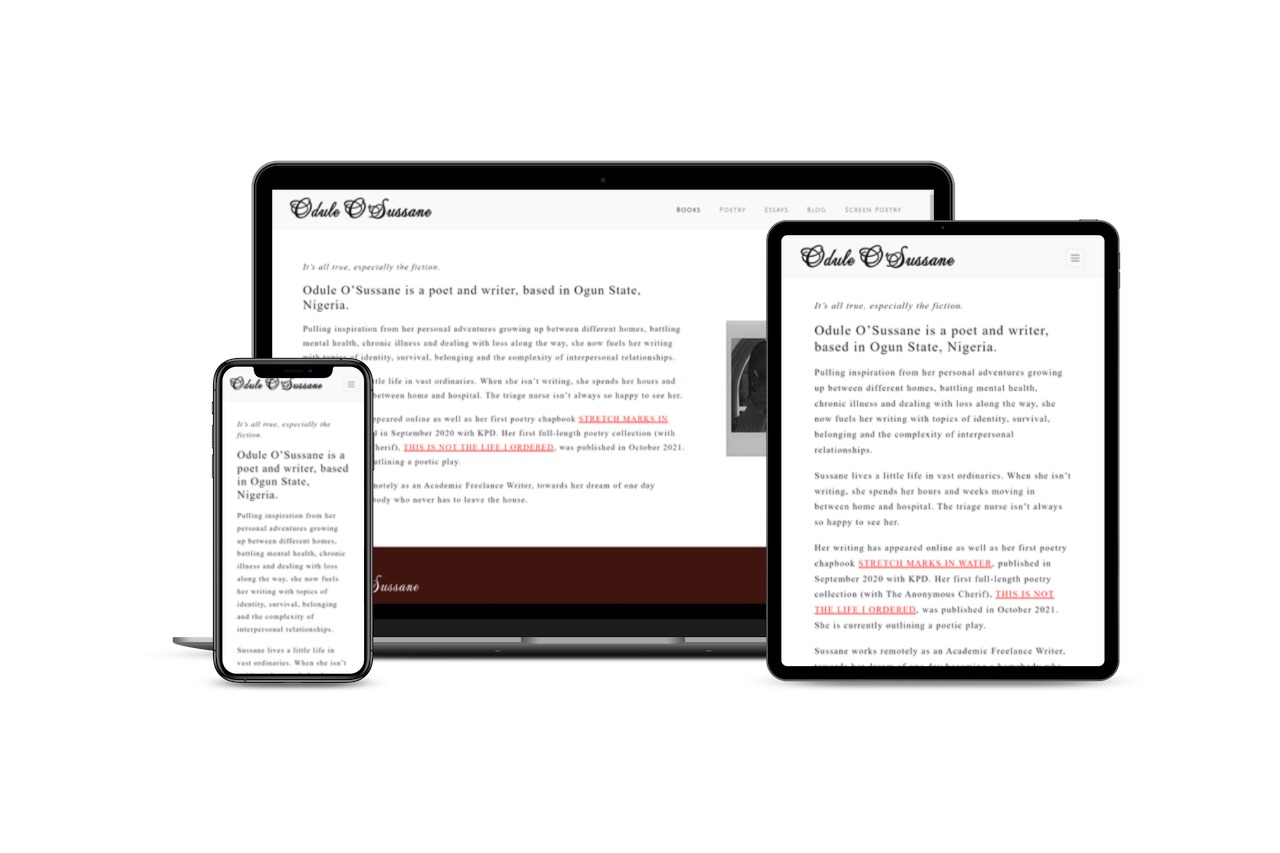 Odule O'Sussane
BOOKS POETRY ESSAYS BLOG SCREEN POETRY
It's all true, especially the fiction.
Odule O'Sussane is a poet and writer, based in Ogun State,
Nigeria.
Pulling inspiration from her personal adventures growing up between different homes, battling
mental health, chronic illness and dealing with loss along the way, she now fuels her writing
with topics of identity, survival, belonging and the complexity of interpersonal relationships.
tle life in vast ordinaries. When she isn't writing, she spends her hours and
between home and hospital. The triage nurse isn't always so happy to see her.
ppeared online as well as her first poetry chapbook STRETCH MARKS IN
d in September 2020 with KPD. Her first full-length poetry collection (with
herif), THIS IS NOT THE LIFE I ORDERED, was published in October 2021.
utlining a poetic play.
motely as an Academic Freelance Writer, towards her dream of one day
body who never has to leave the house.
Sussane
Odule O'Sussane
It's all true, especially the
fiction.
Odule O'Sussane is a
poet and writer, based
in Ogun State,
Nigeria.
Pulling inspiration from her
personal adventures growing
up between different homes,
battling mental health, chronic
illness and dealing with loss
along the way, she now fuels
her writing with topics of
identity, survival, belonging
and the complexity of
interpersonal relationships.
Sussane lives a little life in
vast ordinaries. When she isn't
Odule O'Sussane
It's all true, especially the fiction.
Odule O'Sussane is a poet and writer,
based in Ogun State, Nigeria.
Pulling inspiration from her personal adventures growing
up between different homes, battling mental health,
chronic illness and dealing with loss along the way, she
now fuels her writing with topics of identity, survival,
belonging and the complexity of interpersonal
relationships.
Sussane lives a little life in vast ordinaries. When she isn't
writing, she spends her hours and weeks moving in
between home and hospital. The triage nurse isn't always
so happy to see her.
Her writing has appeared online as well as her first poetry
chapbook STRETCH MARKS IN WATER, published in
September 2020 with KPD. Her first full-length poetry
collection (with The Anonymous Cherif), THIS IS NOT
THE LIFE I ORDERED, was published in October 2021.
She is currently outlining a poetic play.
Sussane works remotely as an Academic Freelance Writer,
towards her dream of one day becoming a homebody who